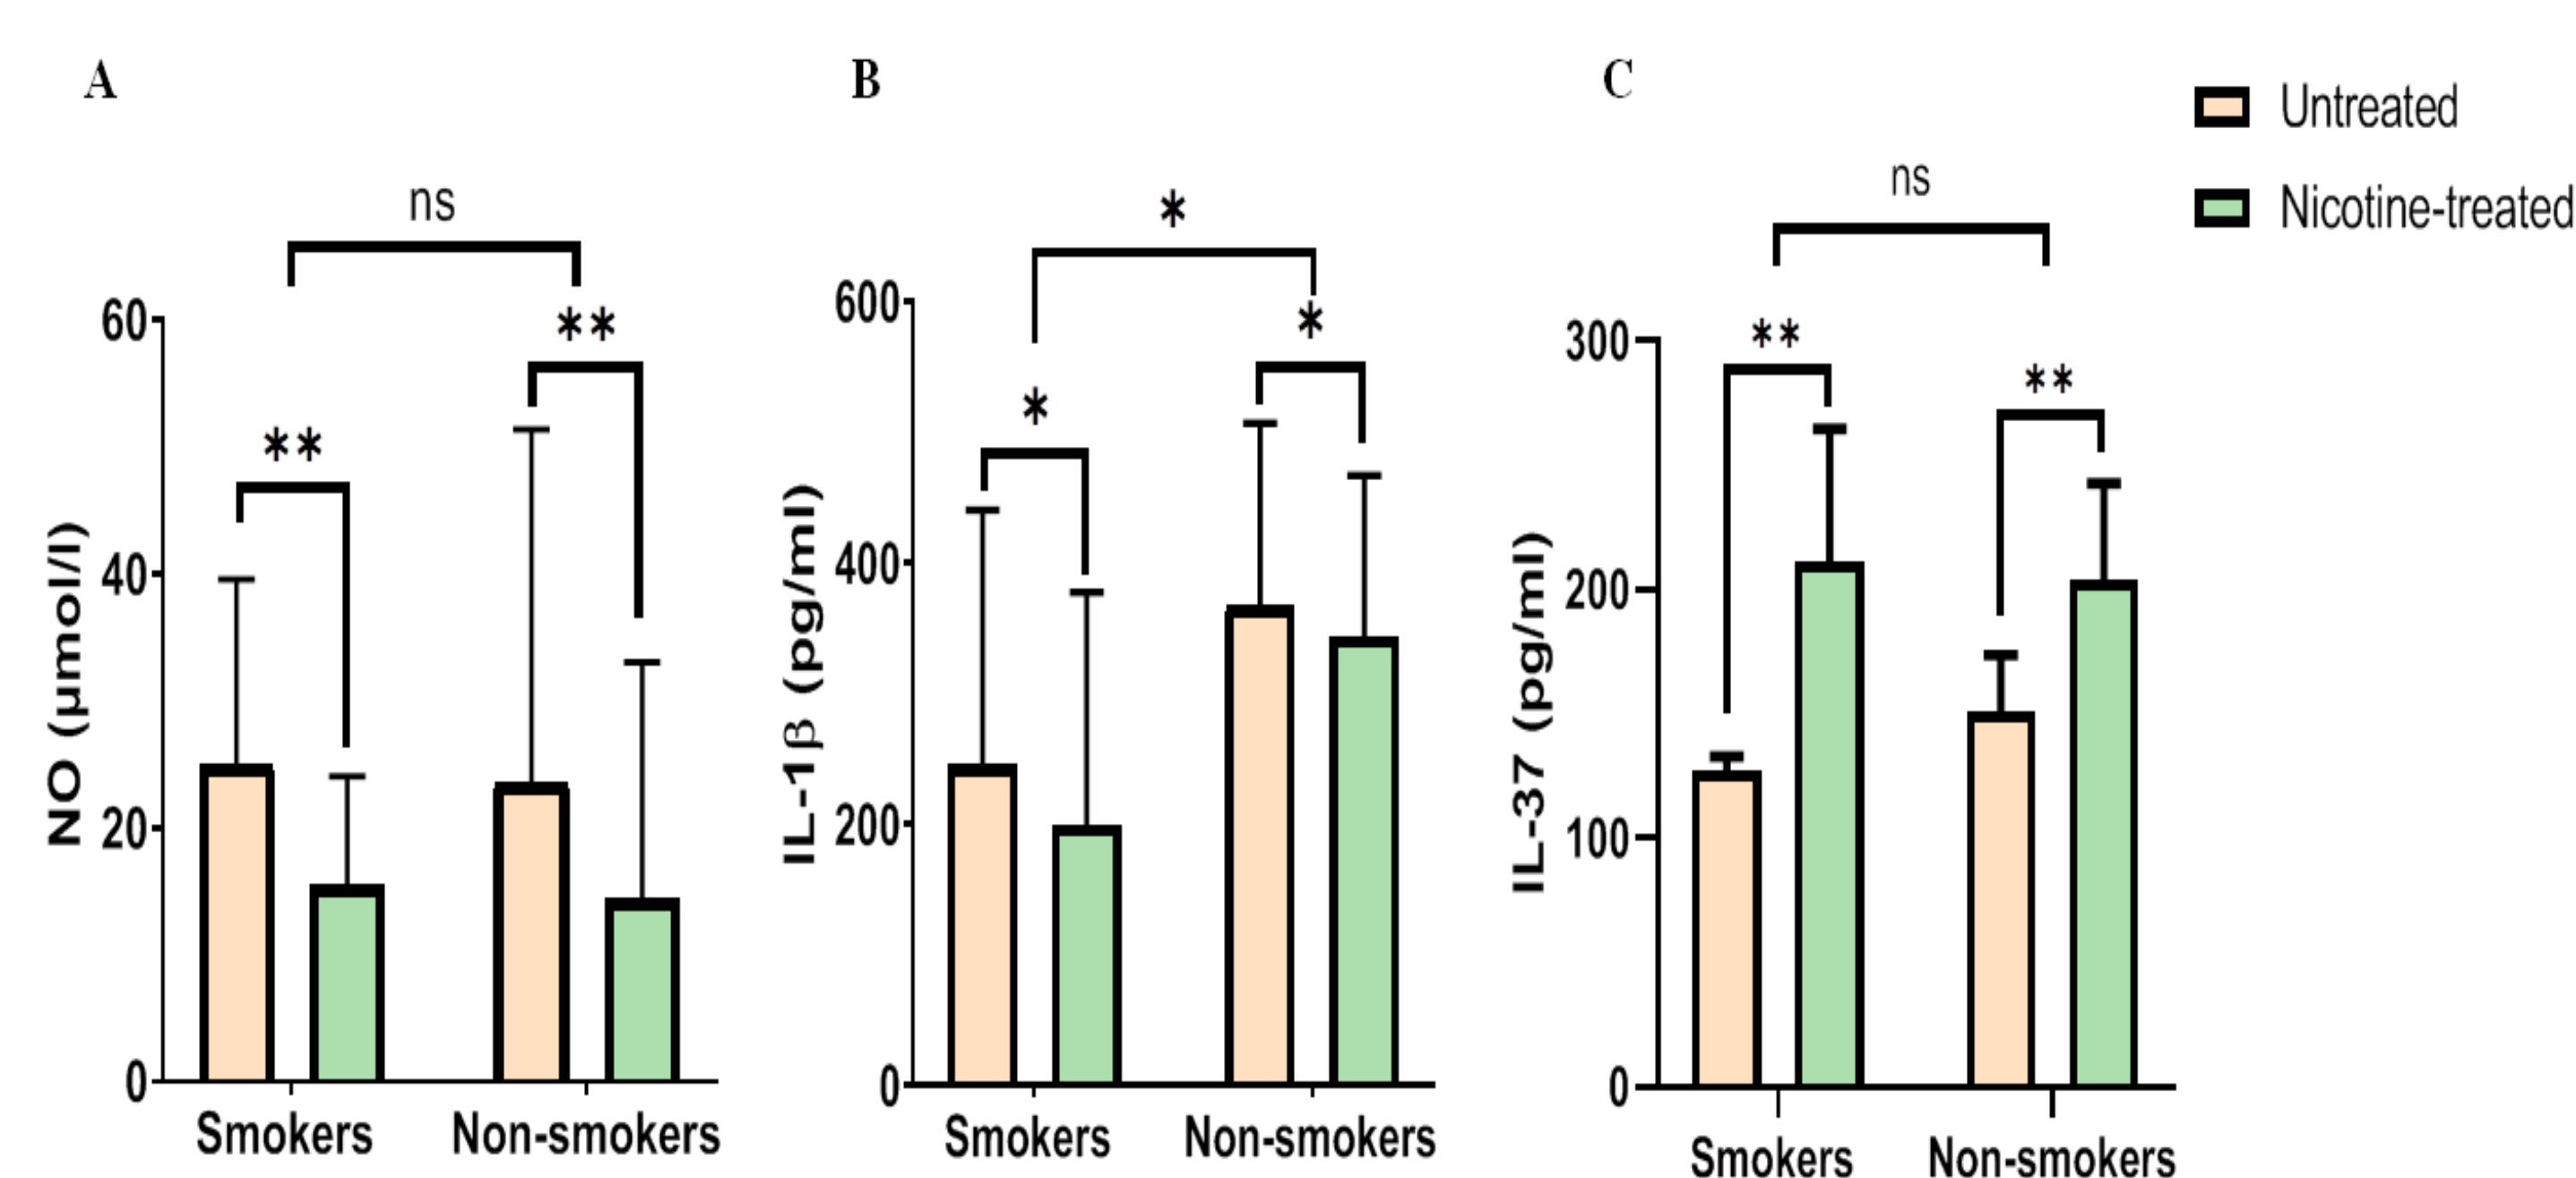 A
ns
**
**
60
40
20
0
NO (µmol/l)
Smokers
Non-smokers
B
*
*
*
600
400
200
0
IL-1β (pg/ml)
Smokers
Non-smokers
C
ns
**
**
300
200
100
0
IL-37 (pg/ml)
Smokers
Non-smokers
Untreated
Nicotine-treated